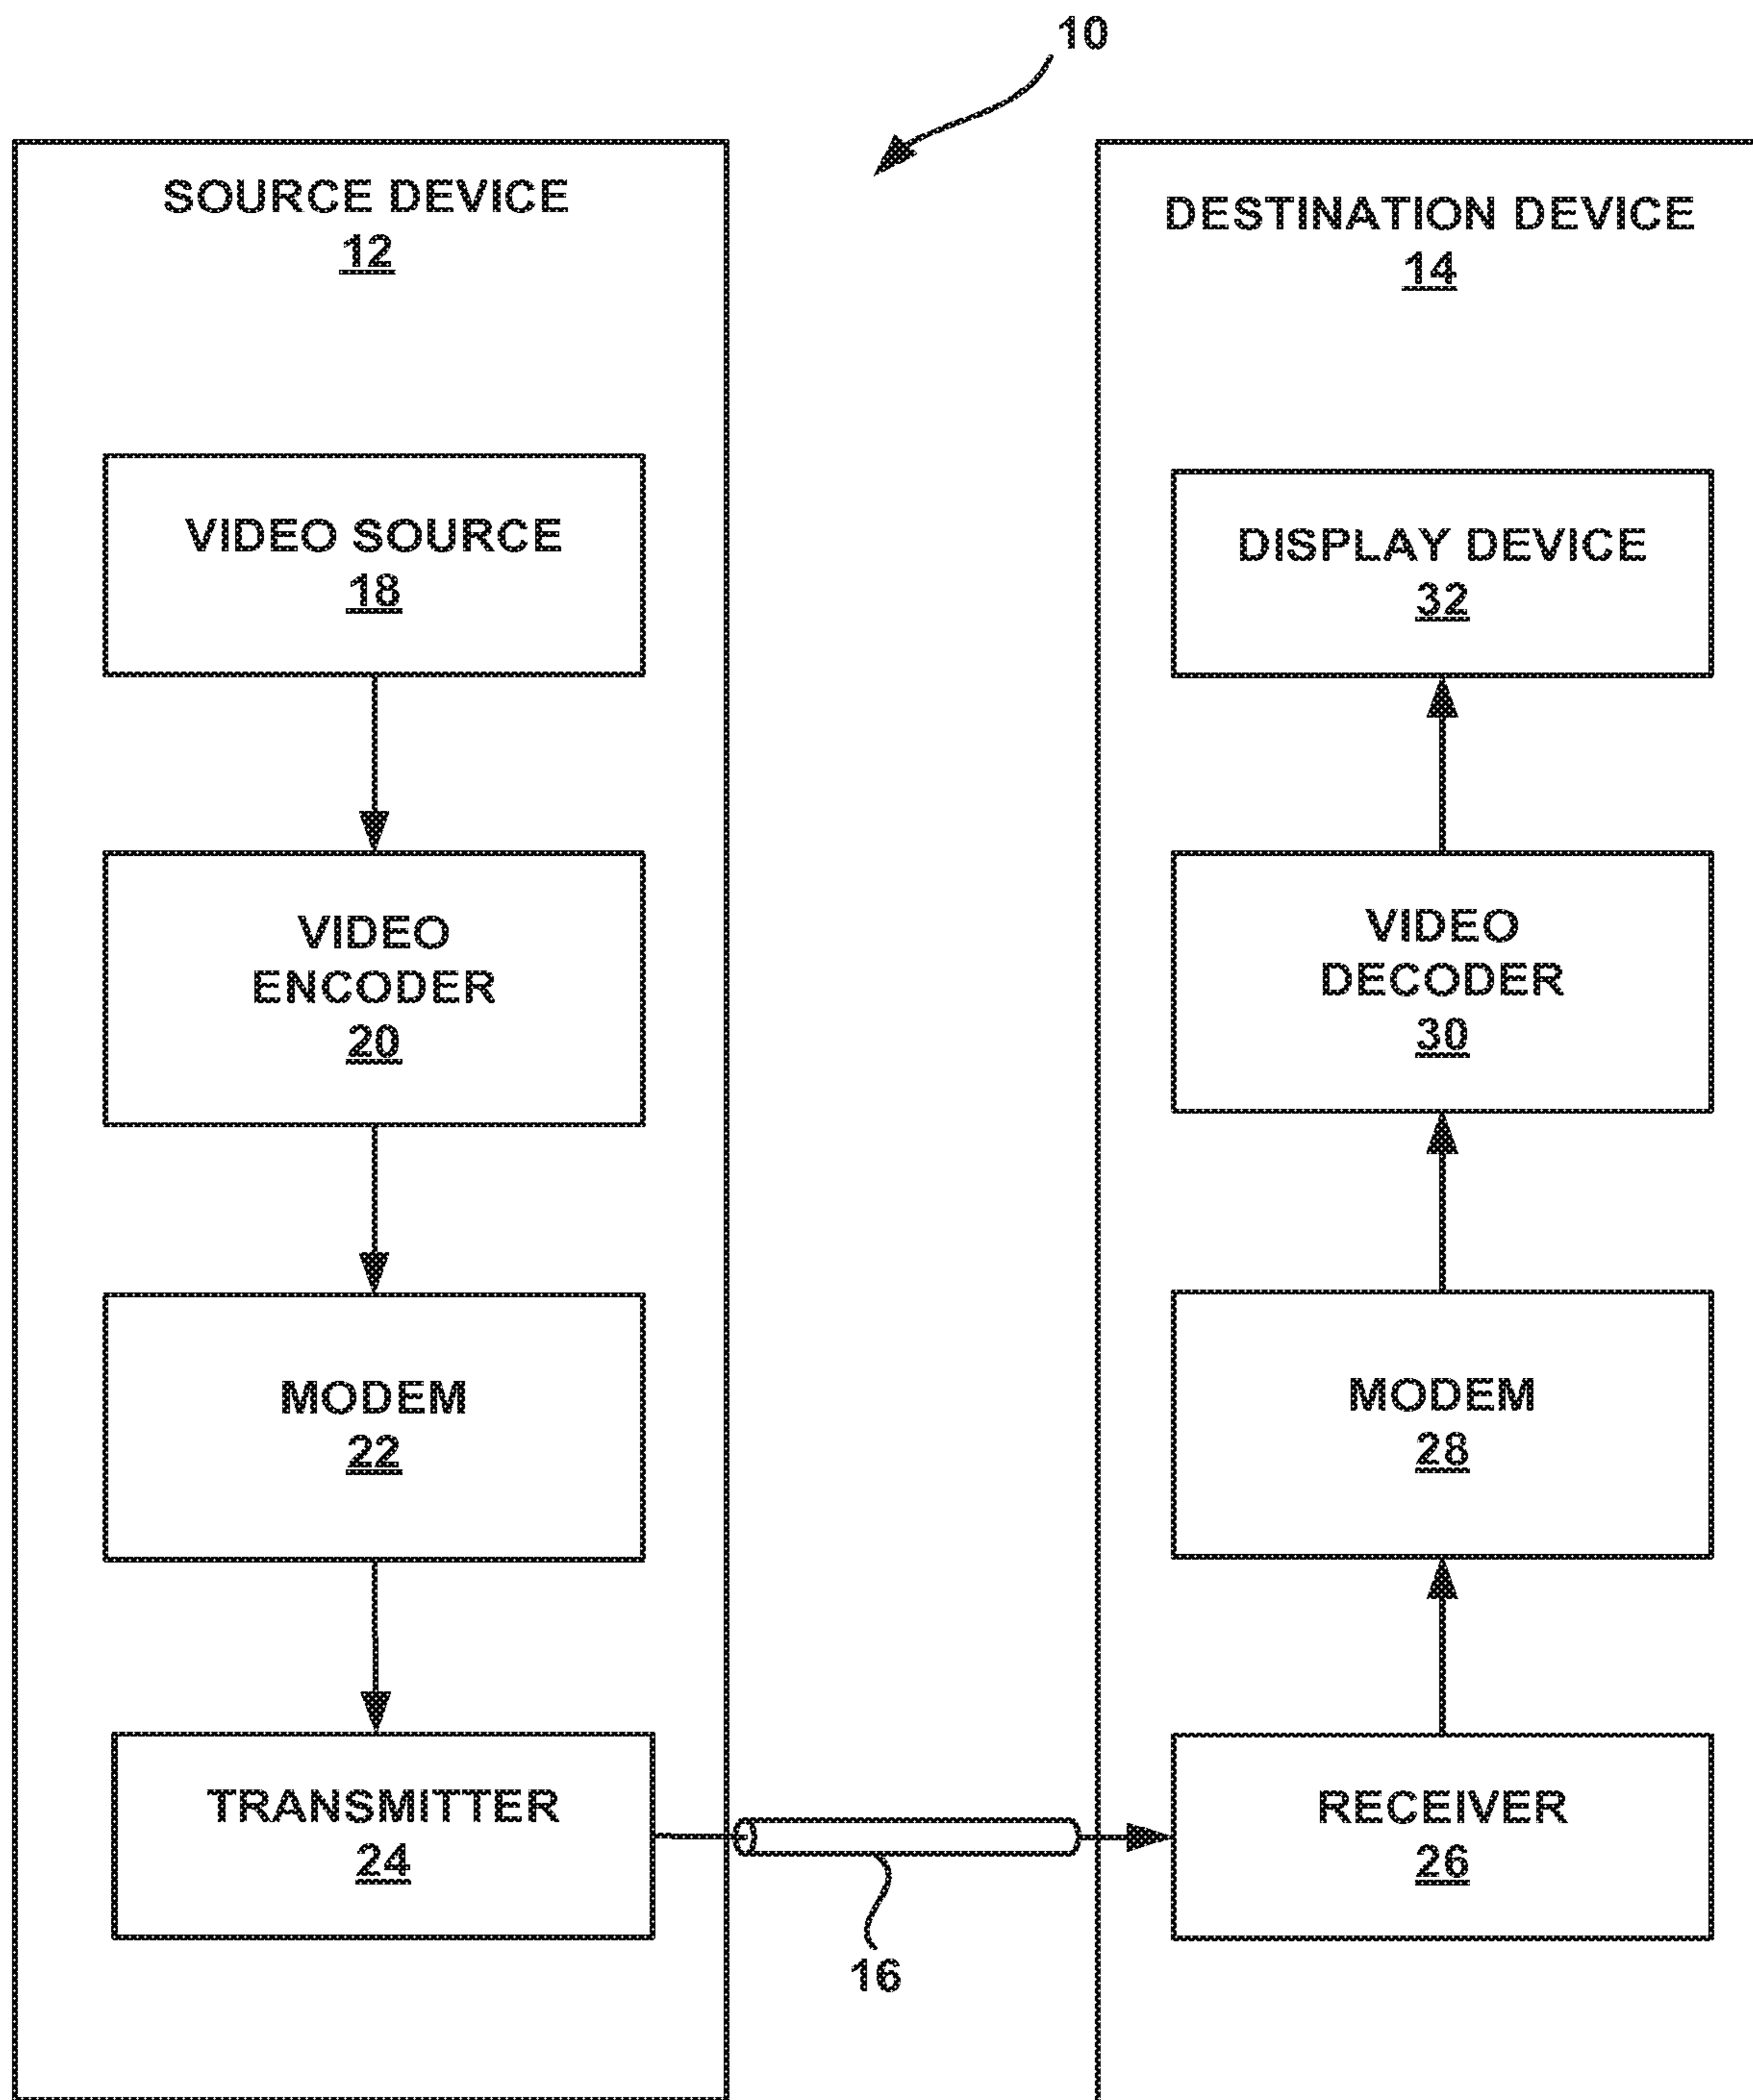 10
SOURCE DEVICE
12
VIDEO SOURCE
18
VIDEO
ENCODER
20
MODEM
22
TRANSMITTER
24
16
DESTINATION DEVICE
14
DISPLAY DEVICE
32
VIDEO
DECODER
30
MODEM
28
RECEIVER
26